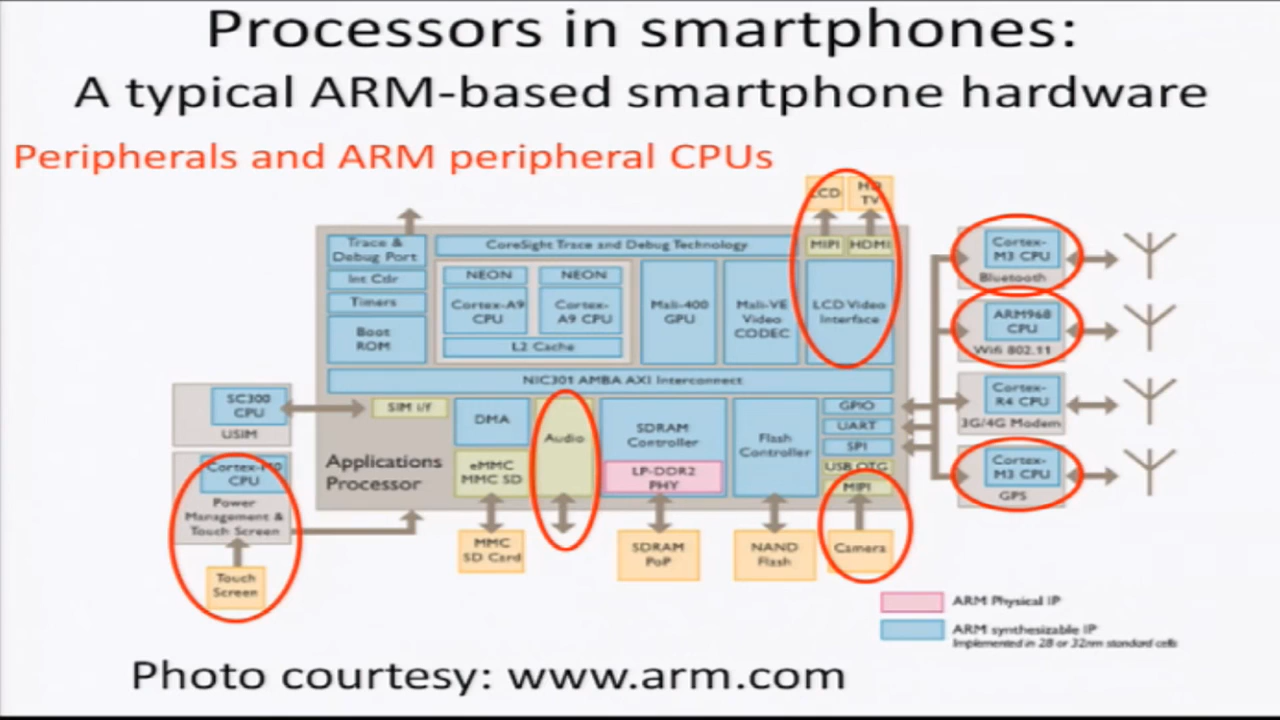 Processors in smartphones:
A typical ARM-based smartphone hardware
Peripherals and ARM peripheral CPUs
LCD
HD
TV
Trace &
Debug Port
CoreSight Trace and Debug Technology
MIPI
HDMI
Int Ctlr
Timers
Boot
ROM
NEON
NEON
Cortex-A9
CPU
Cortex-
A9 CPU
L2 Cache
Mali-400
GPU
Mali-VE
Video
CODEC
LCD Video
Interface
NIC301 AMBA AXI Interconnect
Cortex-
M3 CPU
Bluetooth
ARM968
CPU
Wifi 802.11
Cortex-
R4 CPU
3G/4G Modem
Cortex-
M3 CPU
GPS
SC300
CPU
USIM
SIM i/f
DMA
Audio
SDRAM
Controller
LP-DDR2
PHY
Flash
Controller
GPIO
UART
SPI
USB OTG
MIPI
eMMC
MMC SD
Applications
Processor
CPU
Power
Management &
Touch Screen
Touch
Screen
MMC
SD Card
SDRAM
PoP
NAND
Flash
Camera
ARM Physical IP
ARM synthesizable IP
Implemented in 28 or 32nm standard cells
Photo courtesy: www.arm.com